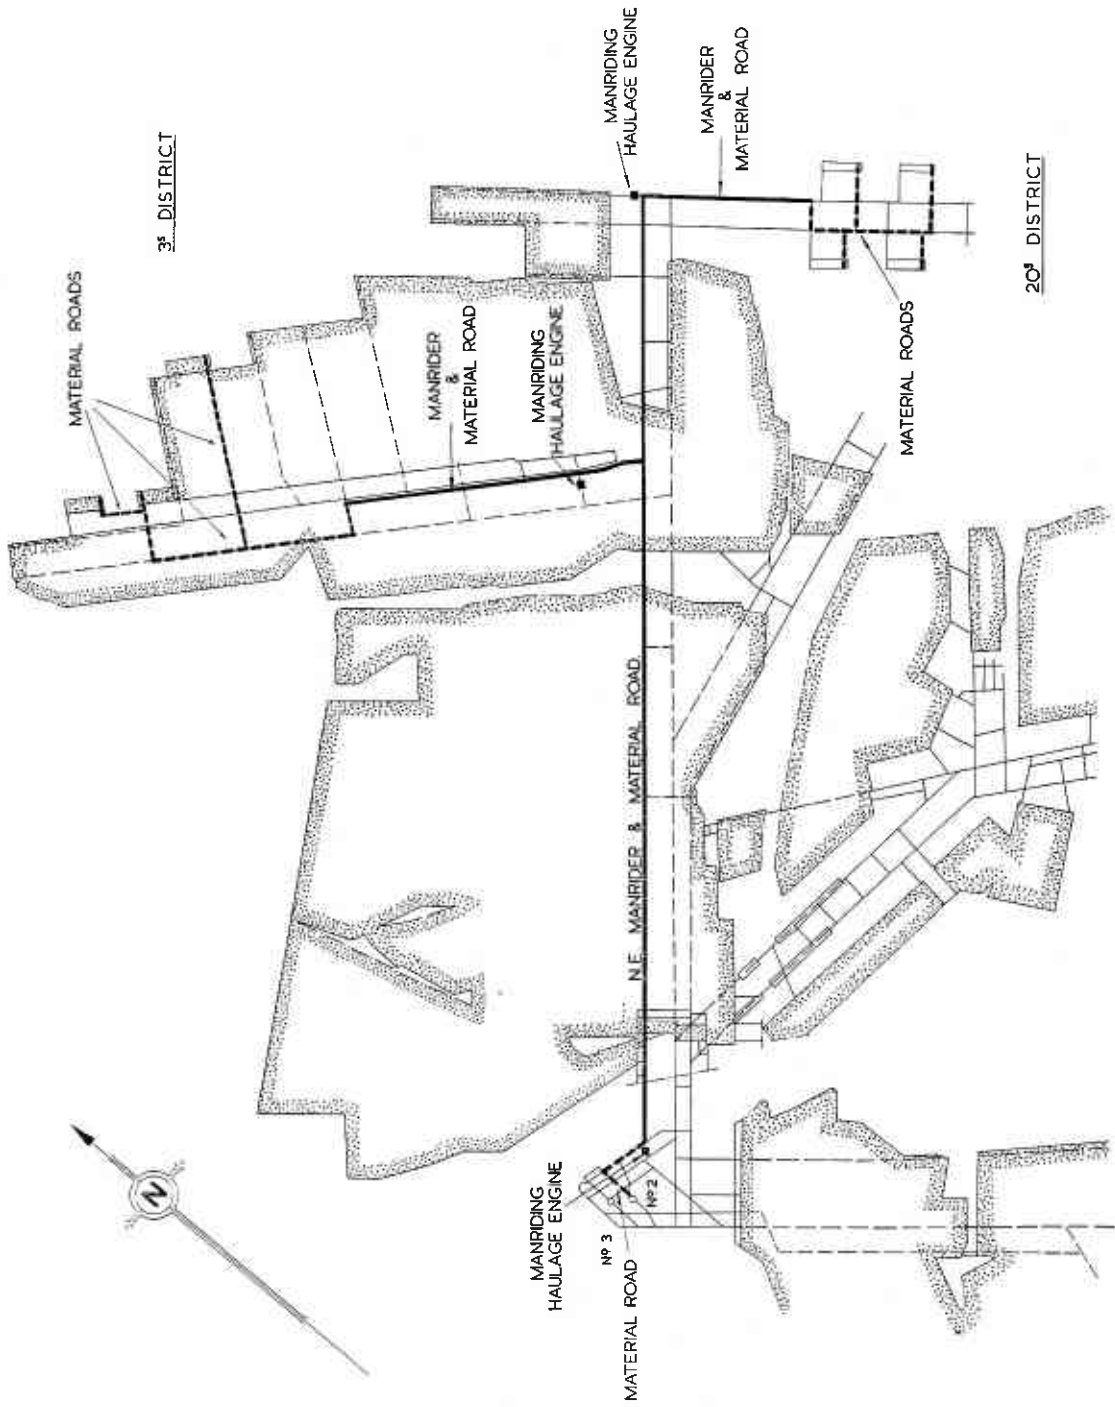 3ˢ DISTRICT
MATERIAL ROADS
MANRIDER
&
MATERIAL ROAD
MANRIDING
HAULAGE ENGINE
MANRIDING
HAULAGE ENGINE
MANRIDER
&
MATERIAL ROAD
20ˢ DISTRICT
MATERIAL ROADS
N.E. MANRIDER & MATERIAL ROAD
MANRIDING
HAULAGE ENGINE
Nº 3
Nº 2
MATERIAL ROAD
N